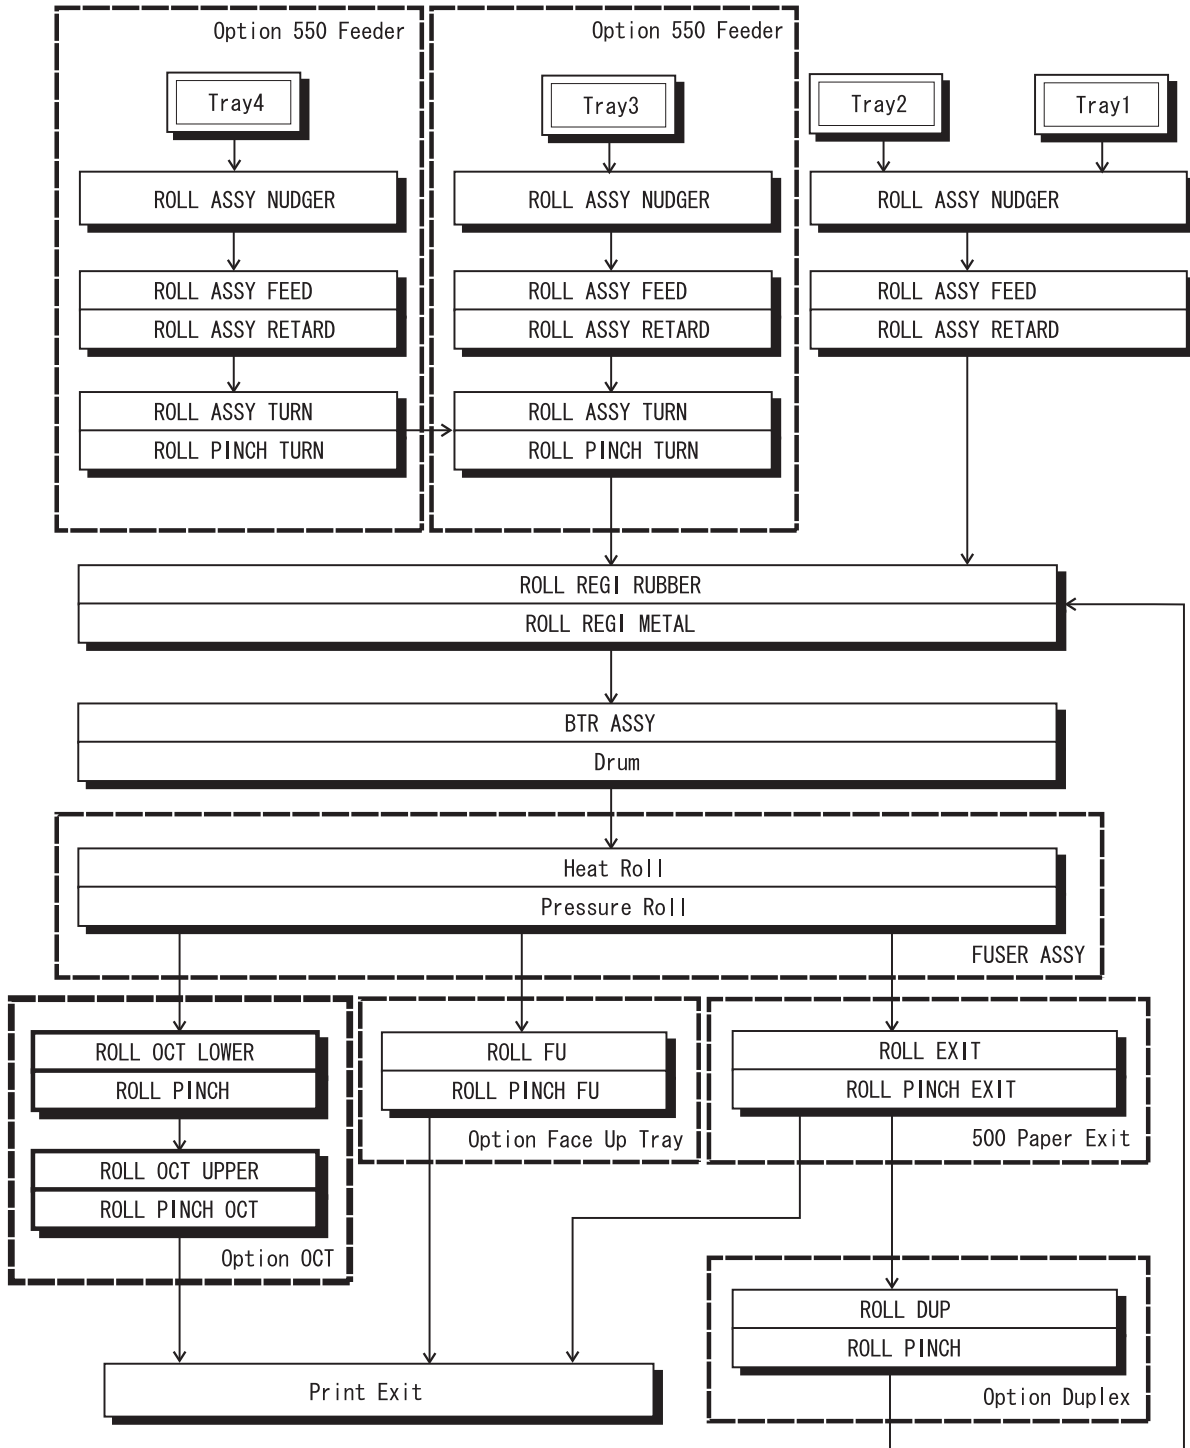 Option 550 Feeder
Option 550 Feeder
Tray4
Tray3
Tray2
Tray1
ROLL ASSY NUDGER
ROLL ASSY NUDGER
ROLL ASSY NUDGER
ROLL ASSY FEED
ROLL ASSY RETARD
ROLL ASSY FEED
ROLL ASSY RETARD
ROLL ASSY FEED
ROLL ASSY RETARD
ROLL ASSY TURN
ROLL PINCH TURN
ROLL ASSY TURN
ROLL PINCH TURN
ROLL REGI RUBBER
ROLL REGI METAL
BTR ASSY
Drum
Heat Roll
Pressure Roll
FUSER ASSY
ROLL OCT LOWER
ROLL PINCH
ROLL OCT UPPER
ROLL PINCH OCT
Option OCT
ROLL FU
ROLL PINCH FU
Option Face Up Tray
ROLL EXIT
ROLL PINCH EXIT
500 Paper Exit
ROLL DUP
ROLL PINCH
Option Duplex
Print Exit